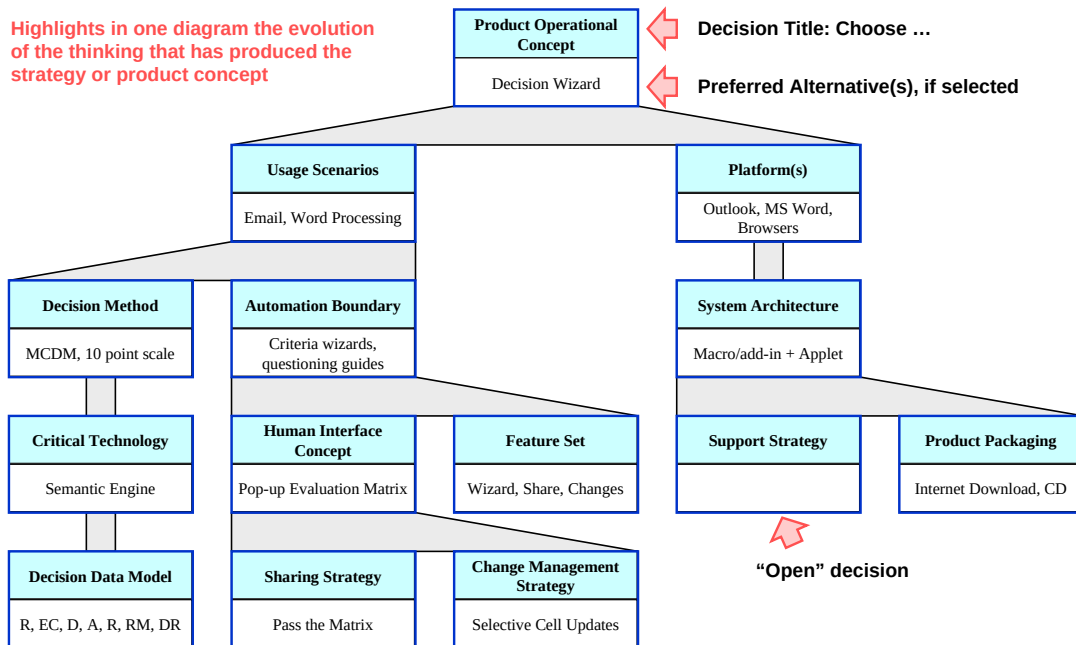 Highlights in one diagram the evolution
of the thinking that has produced the
strategy or product concept
Product Operational
Concept
Decision Wizard
Decision Title: Choose …
Preferred Alternative(s), if selected
Usage Scenarios
Email, Word Processing
Platform(s)
Outlook, MS Word,
Browsers
Decision Method
MCDM, 10 point scale
Automation Boundary
Criteria wizards,
questioning guides
System Architecture
Macro/add-in + Applet
Critical Technology
Semantic Engine
Human Interface
Concept
Pop-up Evaluation Matrix
Feature Set
Wizard, Share, Changes
Support Strategy
Product Packaging
Internet Download, CD
“Open” decision
Decision Data Model
R, EC, D, A, R, RM, DR
Sharing Strategy
Pass the Matrix
Change Management
Strategy
Selective Cell Updates